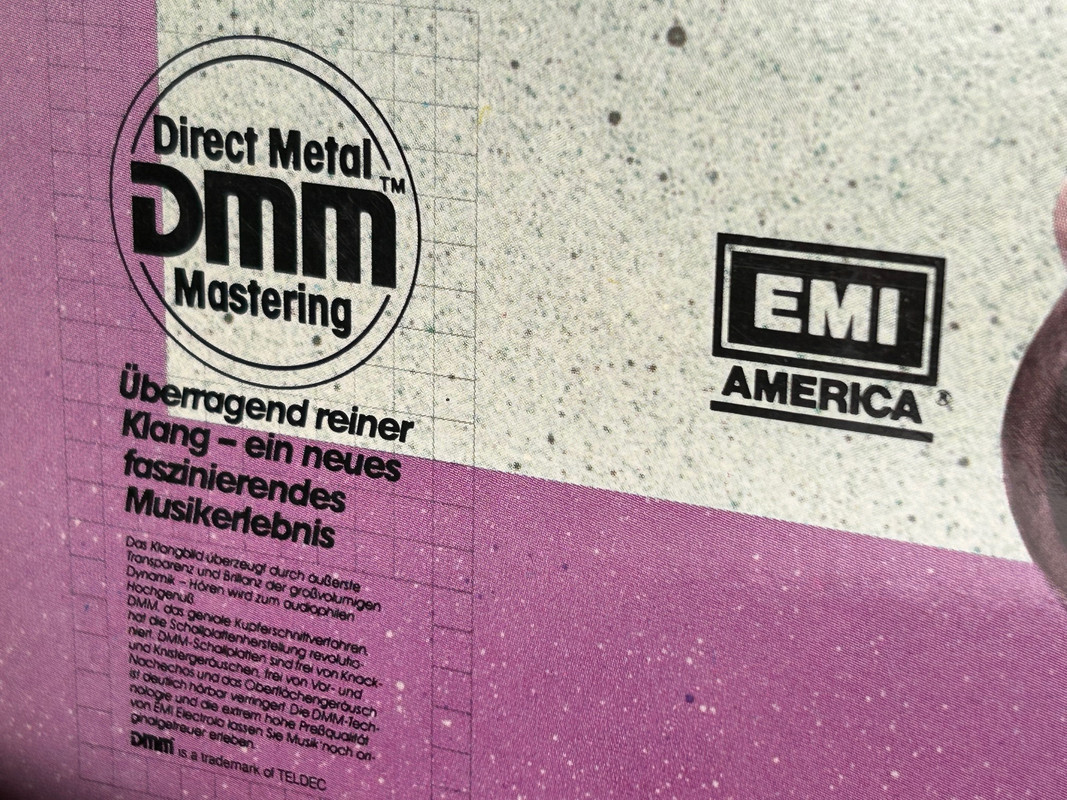 Direct Metal
DMM™
Mastering
EMI
AMERICA®
Überragend reiner
Klang – ein neues
faszinierendes
Musikerlebnis
Das Klangbild überzeugt durch äußerste
Transparenz und Brillanz der großvolumigen
Dynamik – Hören wird zum audiophilen
Hochgenuß.
DMM, das geniale Kupferschnittverfahren,
hat die Schallplattenherstellung revolutio-
niert. DMM-Schallplatten sind frei von Knack-
und Knistergeräuschen, frei von Vor- und
Nachechos und das Oberflächengeräusch
ist deutlich hörbar verringert. Die DMM-Tech-
nologie und die extrem hohe Preßqualität
von EMI Electrola lassen Sie Musik noch ori-
ginalgetreuer erleben.
DMM is a trademark of TELDEC